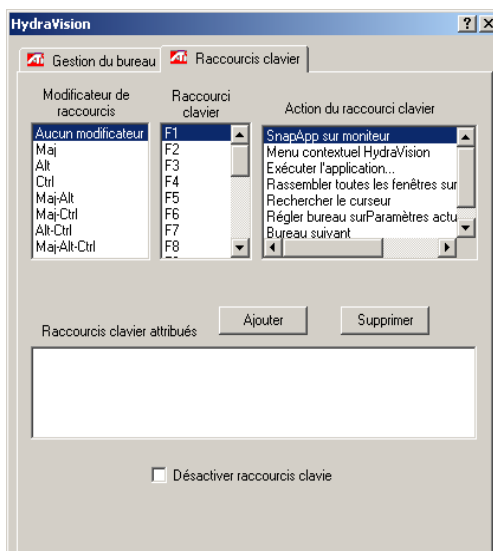 HydraVision
Gestion du bureau
Raccourcis clavier
Modificateur de raccourcis
Raccourci clavier
Action du raccourci clavier
Aucun modificateur
Maj
Alt
Ctrl
Maj-Alt
Maj-Ctrl
Alt-Ctrl
Maj-Alt-Ctrl
F1
F2
F3
F4
F5
F6
F7
F8
SnapApp sur moniteur
Menu contextuel HydraVision
Exécuter l'application...
Rassembler toutes les fenêtres sur
Rechercher le curseur
Régler bureau surParamètres actu
Bureau suivant
Ajouter
Supprimer
Raccourcis clavier attribués
Désactiver raccourcis clavie